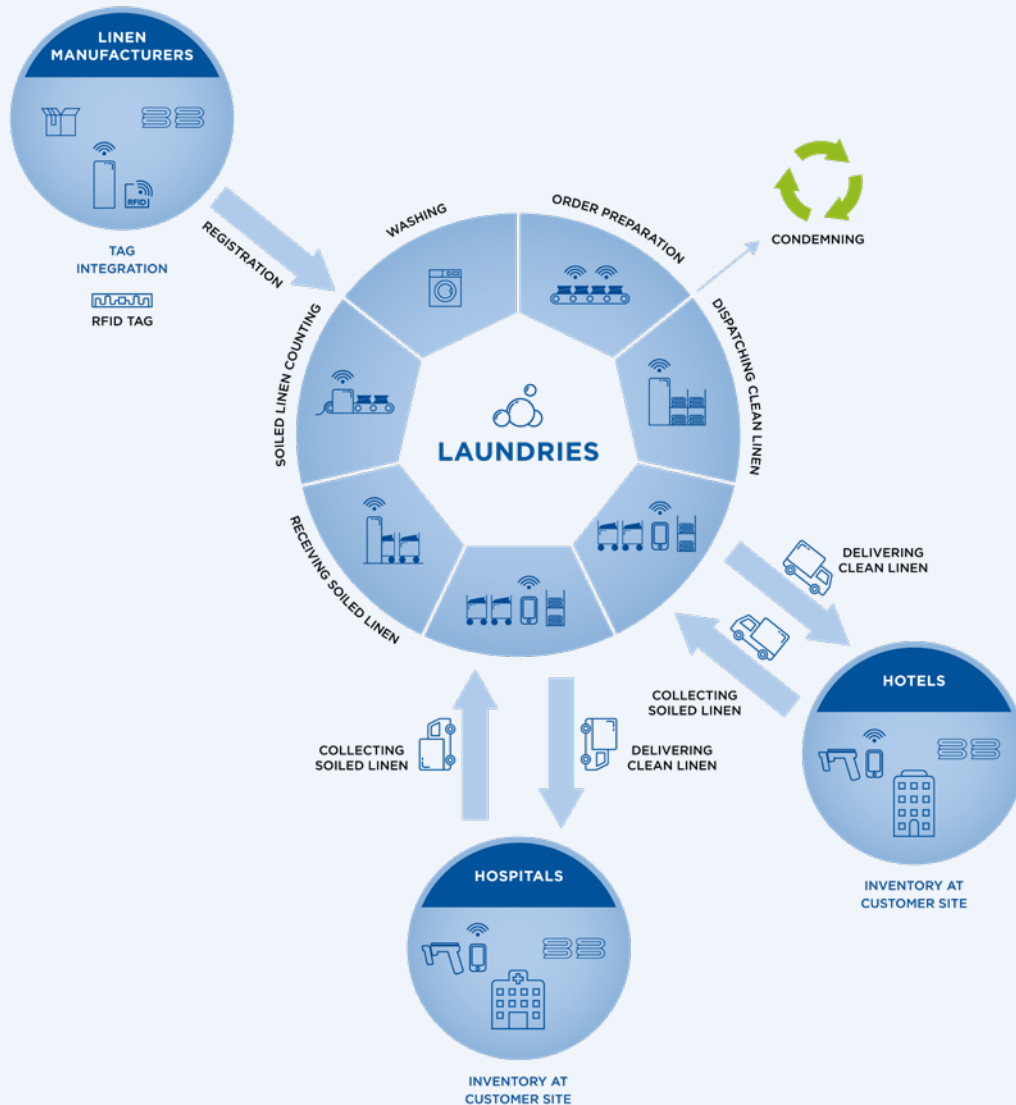 LINEN
MANUFACTURERS
RFID
TAG
INTEGRATION
RFID TAG
REGISTRATION
WASHING
ORDER PREPARATION
CONDEMNING
SOILED LINEN COUNTING
DISPATCHING CLEAN LINEN
LAUNDRIES
RECEIVING SOILED LINEN
DELIVERING
CLEAN LINEN
COLLECTING
SOILED LINEN
HOTELS
INVENTORY AT
CUSTOMER SITE
COLLECTING
SOILED LINEN
DELIVERING
CLEAN LINEN
HOSPITALS
INVENTORY AT
CUSTOMER SITE